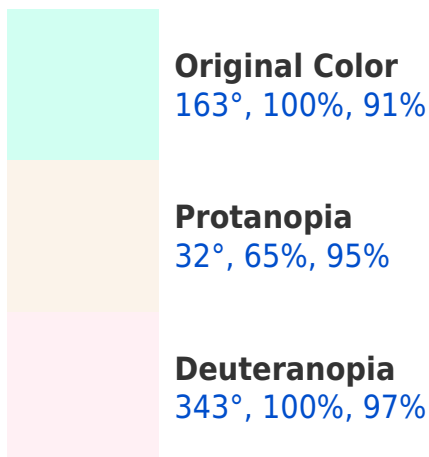 Original Color
163°, 100%, 91%
Protanopia
32°, 65%, 95%
Deuteranopia
343°, 100%, 97%